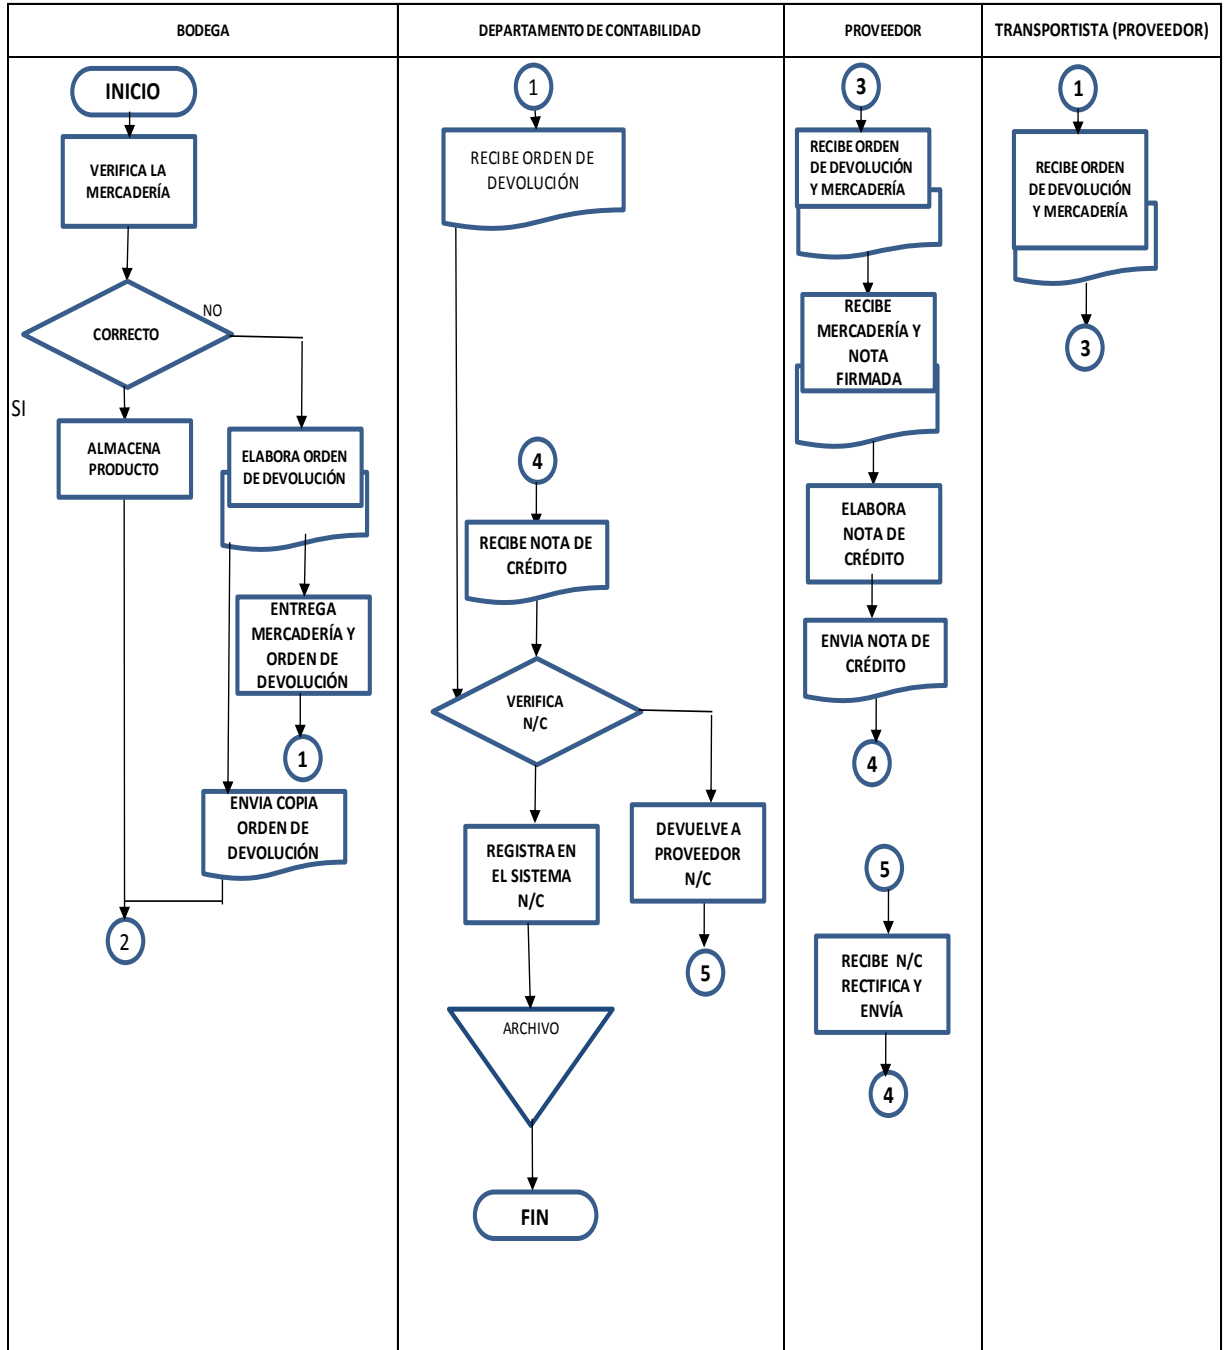 BODEGA
DEPARTAMENTO DE CONTABILIDAD
PROVEEDOR
TRANSPORTISTA (PROVEEDOR)
INICIO
VERIFICA LA
MERCADERÍA
CORRECTO
NO
SI
ALMACENA
PRODUCTO
ELABORA ORDEN
DE DEVOLUCIÓN
ENTREGA
MERCADERÍA Y
ORDEN DE
DEVOLUCIÓN
1
ENVIA COPIA
ORDEN DE
DEVOLUCIÓN
2
1
RECIBE ORDEN DE
DEVOLUCIÓN
4
RECIBE NOTA DE
CRÉDITO
VERIFICA
N/C
REGISTRA EN
EL SISTEMA
N/C
DEVUELVE A
PROVEEDOR
N/C
5
ARCHIVO
FIN
3
RECIBE ORDEN
DE DEVOLUCIÓN
Y MERCADERÍA
RECIBE
MERCADERÍA Y
NOTA
FIRMADA
ELABORA
NOTA DE
CRÉDITO
ENVIA NOTA DE
CRÉDITO
4
5
RECIBE N/C
RECTIFICA Y
ENVÍA
4
1
RECIBE ORDEN
DE DEVOLUCIÓN
Y MERCADERÍA
3